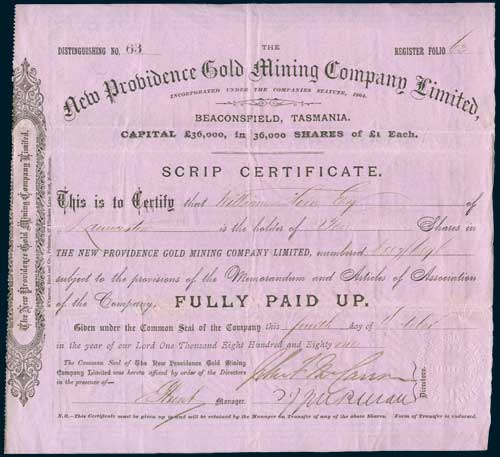 THE
DISTINGUISHING NO. 63
REGISTER FOLIO 63
New Providence Gold Mining Company Limited,
INCORPORATED UNDER THE COMPANIES STATUTE, 1864.
BEACONSFIELD, TASMANIA.
CAPITAL £36,000, in 36,000 SHARES of £1 Each.
SCRIP CERTIFICATE.
This is to Certify that William Esq of
Launceston is the holder of Shares in
THE NEW PROVIDENCE GOLD MINING COMPANY LIMITED, numbered
subject to the provisions of the Memorandum and Articles of Association
of the Company. FULLY PAID UP.
Given under the Common Seal of the Company this fourth day of
in the year of our Lord One Thousand Eight Hundred and Eighty one
The Common Seal of THE NEW PROVIDENCE GOLD MINING
COMPANY LIMITED was hereto affixed by order of the Directors
in the presence of—
Manager.
Directors.
N.B.—This Certificate must be given up to and will be retained by the Manager on Transfer of any of the above Shares. Form of Transfer is endorsed.
The New Providence Gold Mining Company Limited.